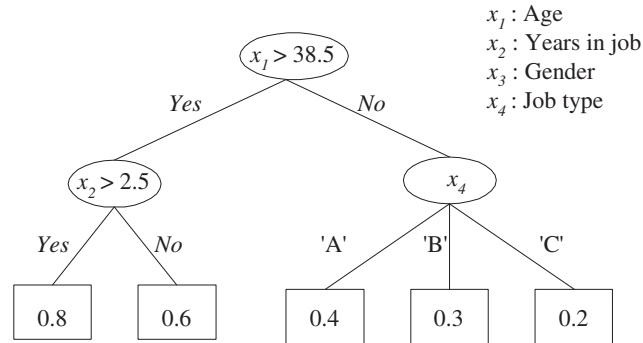 x₁ : Age
x₂ : Years in job
x₃ : Gender
x₄ : Job type
x₁ > 38.5
Yes
No
x₂ > 2.5
x₄
Yes
No
'A'
'B'
'C'
0.8
0.6
0.4
0.3
0.2